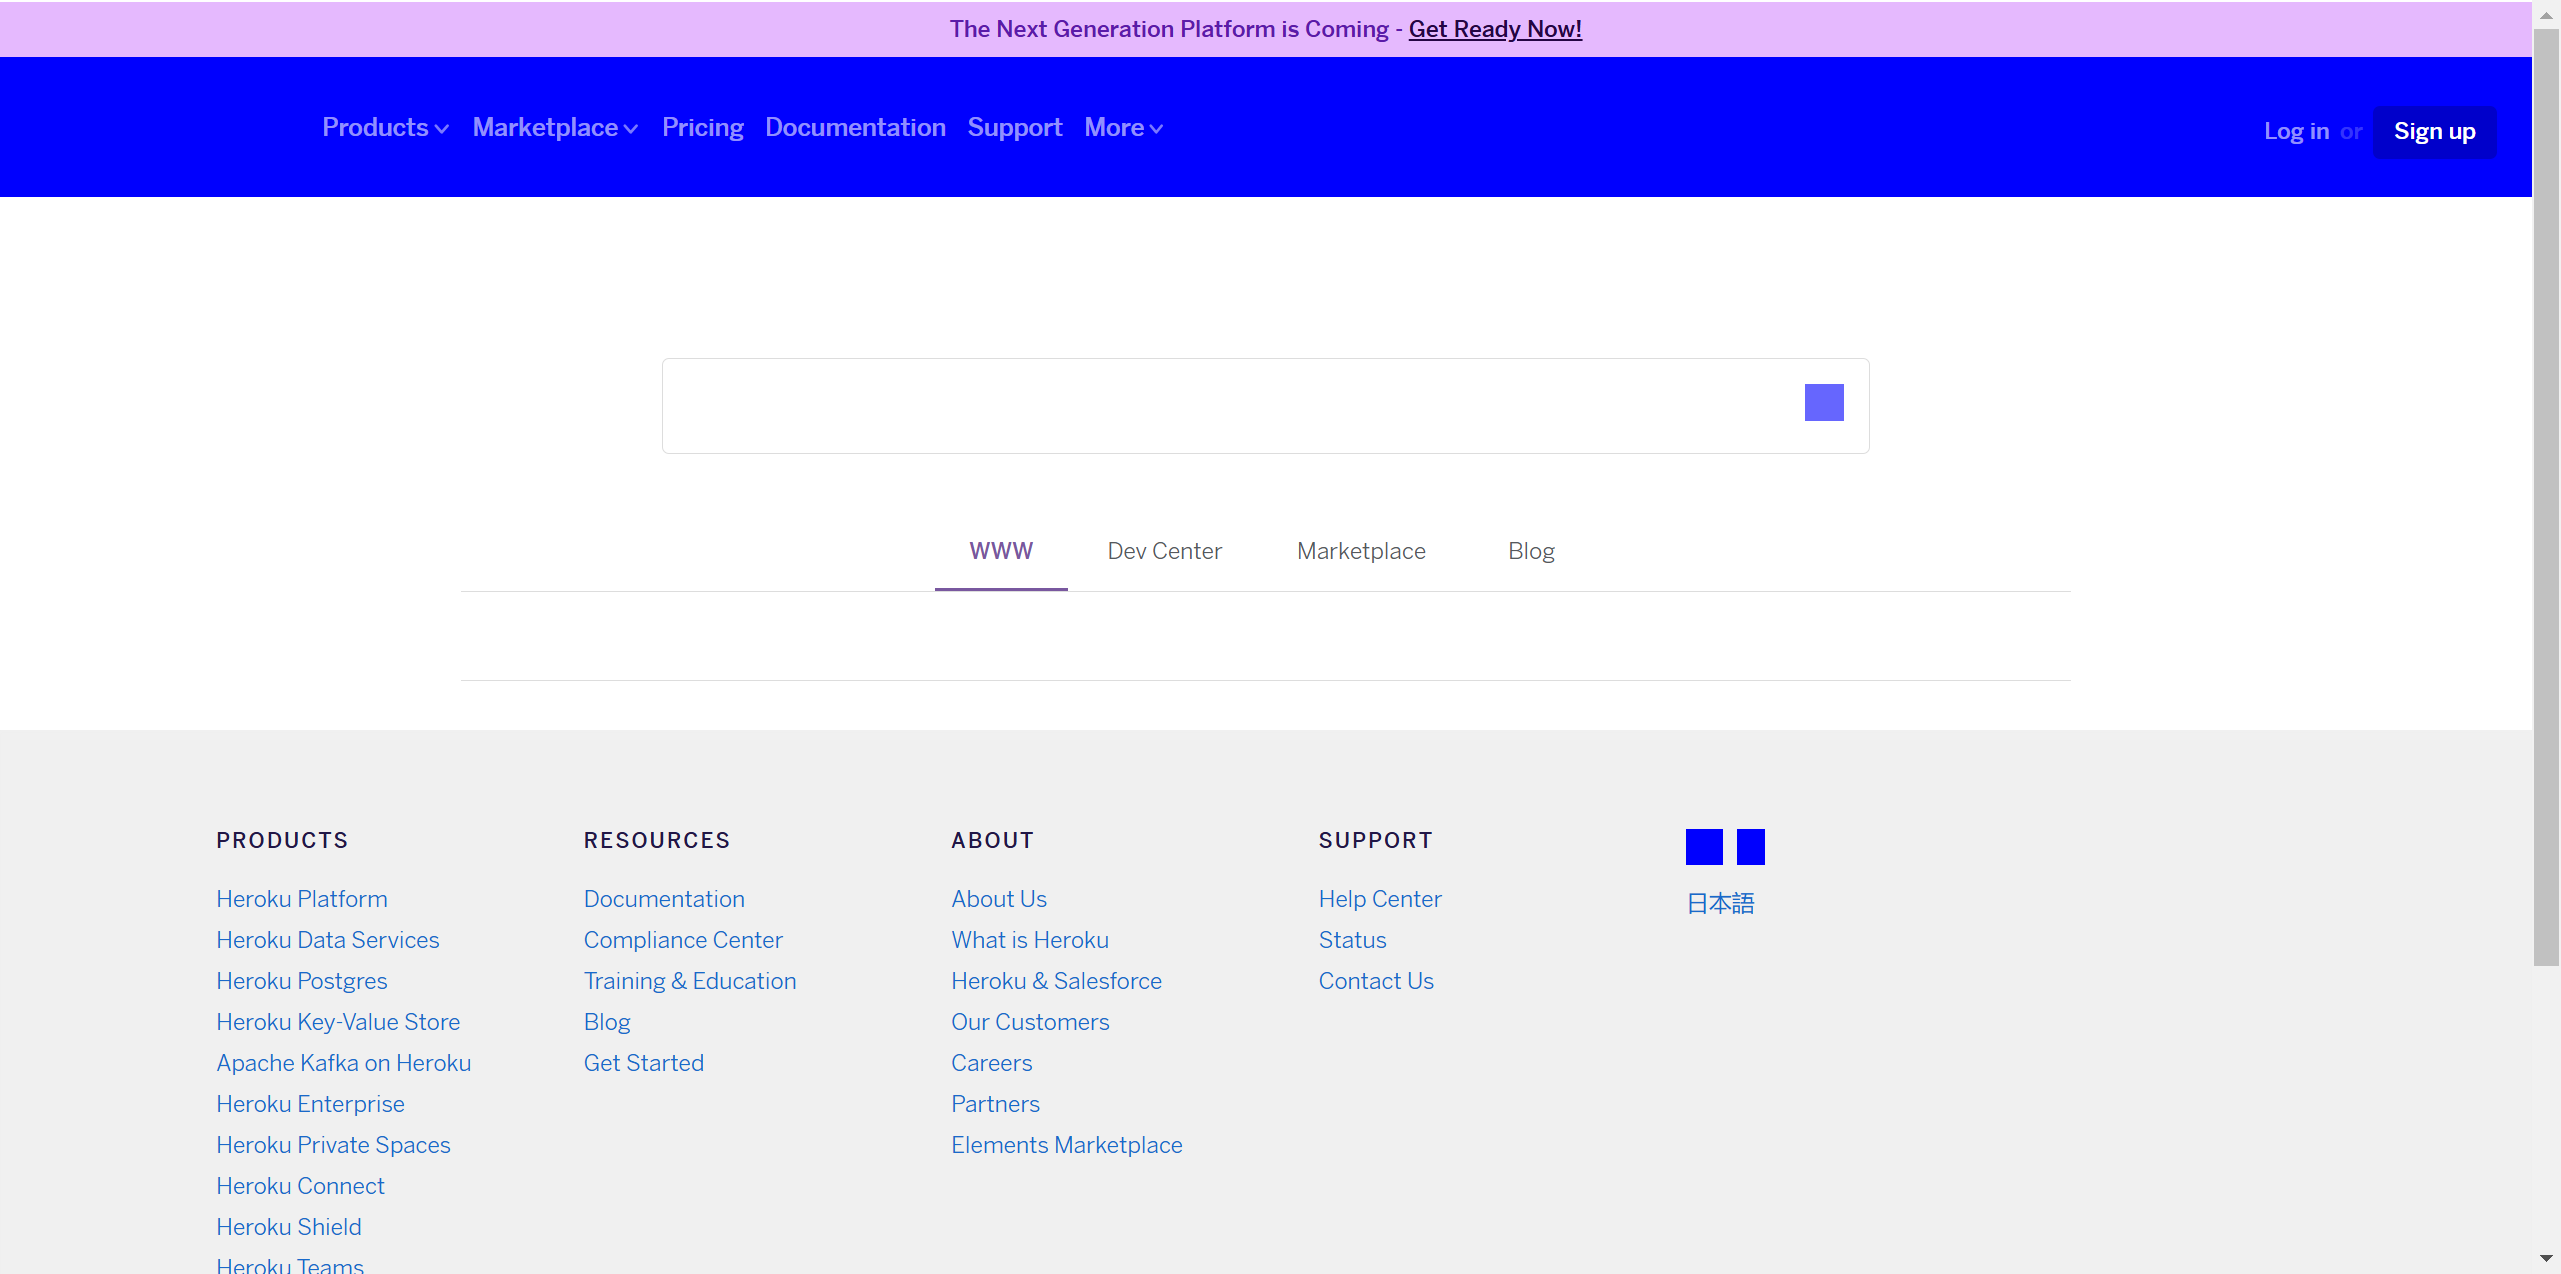 The Next Generation Platform is Coming - Get Ready Now!
Products Marketplace Pricing Documentation Support More Log in or Sign up
WWW Dev Center Marketplace Blog
PRODUCTS
Heroku Platform
Heroku Data Services
Heroku Postgres
Heroku Key-Value Store
Apache Kafka on Heroku
Heroku Enterprise
Heroku Private Spaces
Heroku Connect
Heroku Shield
Heroku Teams
RESOURCES
Documentation
Compliance Center
Training & Education
Blog
Get Started
ABOUT
About Us
What is Heroku
Heroku & Salesforce
Our Customers
Careers
Partners
Elements Marketplace
SUPPORT
Help Center
Status
Contact Us
日本語